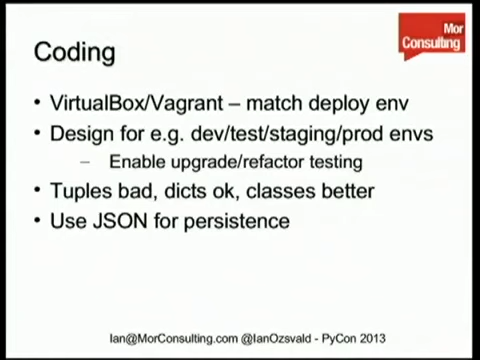 Mor
Consulting
Coding
• VirtualBox/Vagrant – match deploy env
• Design for e.g. dev/test/staging/prod envs
– Enable upgrade/refactor testing
• Tuples bad, dicts ok, classes better
• Use JSON for persistence
Ian@MorConsulting.com @IanOzsvald - PyCon 2013